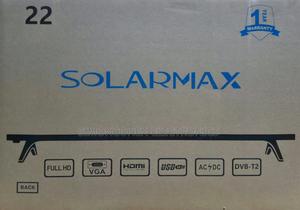 22
1
YEAR
WARRANTY
SOLARMAX
FULL HD
VGA
HDMI
USB
AC DC
DVB-T2
BACK